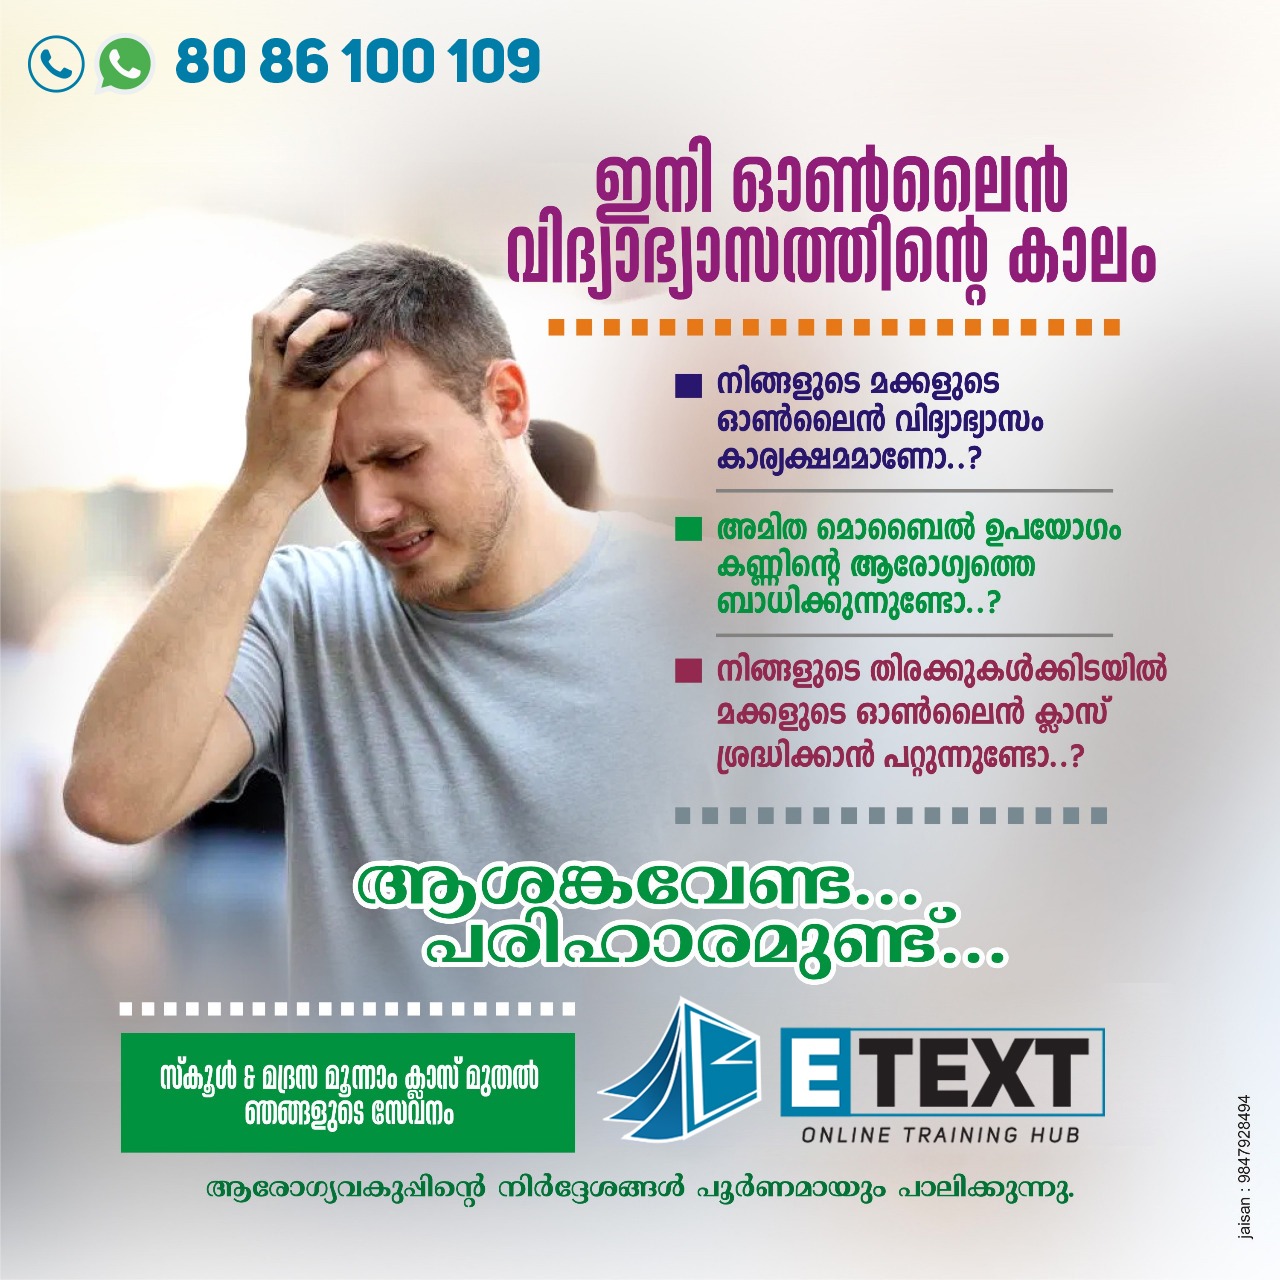 80 86 100 109
ഇനി ഓൺലൈൻ
വിദ്യാഭ്യാസത്തിന്റെ കാലം
നിങ്ങളുടെ മക്കളുടെ
ഓൺലൈൻ വിദ്യാഭ്യാസം
കാര്യക്ഷമമാണോ..?
അമിത മൊബൈൽ ഉപയോഗം
കണ്ണിന്റെ ആരോഗ്യത്തെ
ബാധിക്കുന്നുണ്ടോ..?
നിങ്ങളുടെ തിരക്കുകൾക്കിടയിൽ
മക്കളുടെ ഓൺലൈൻ ക്ലാസ്
ശ്രദ്ധിക്കാൻ പറ്റുന്നുണ്ടോ..?
ആശങ്കവേണ്ട...
പരിഹാരമുണ്ട്...
സ്കൂൾ & മദ്രസ മൂന്നാം ക്ലാസ് മുതൽ
ഞങ്ങളുടെ സേവനം
E TEXT
ONLINE TRAINING HUB
ആരോഗ്യവകുപ്പിന്റെ നിർദ്ദേശങ്ങൾ പൂർണമായും പാലിക്കുന്നു.
jaisan : 9847928494